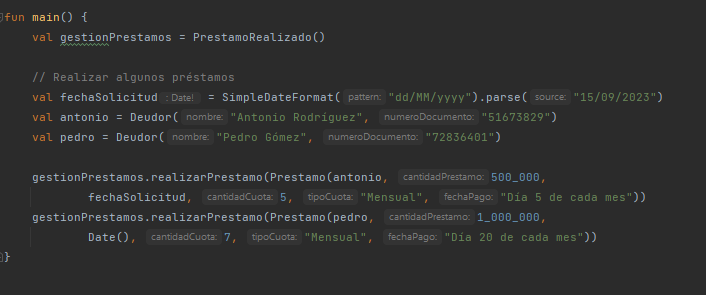 fun main() {
val gestionPrestamos = PrestamoRealizado()
// Realizar algunos préstamos
val fechaSolicitud : Date! = SimpleDateFormat( pattern: "dd/MM/yyyy").parse( source: "15/09/2023")
val antonio = Deudor( nombre: "Antonio Rodríguez", numeroDocumento: "51673829")
val pedro = Deudor( nombre: "Pedro Gómez", numeroDocumento: "72836401")
gestionPrestamos.realizarPrestamo(Prestamo(antonio, cantidadPrestamo: 500_000,
fechaSolicitud, cantidadCuota: 5, tipoCuota: "Mensual", fechaPago: "Día 5 de cada mes"))
gestionPrestamos.realizarPrestamo(Prestamo(pedro, cantidadPrestamo: 1_000_000,
Date(), cantidadCuota: 7, tipoCuota: "Mensual", fechaPago: "Día 20 de cada mes"))
}